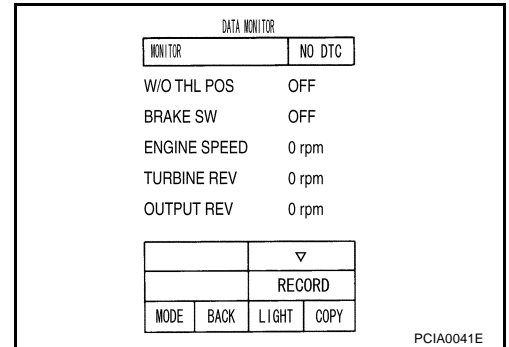 DATA MONITOR
MONITOR NO DTC
W/O THL POS OFF
BRAKE SW OFF
ENGINE SPEED 0 rpm
TURBINE REV 0 rpm
OUTPUT REV 0 rpm
▽
RECORD
MODE BACK LIGHT COPY
PCIA0041E